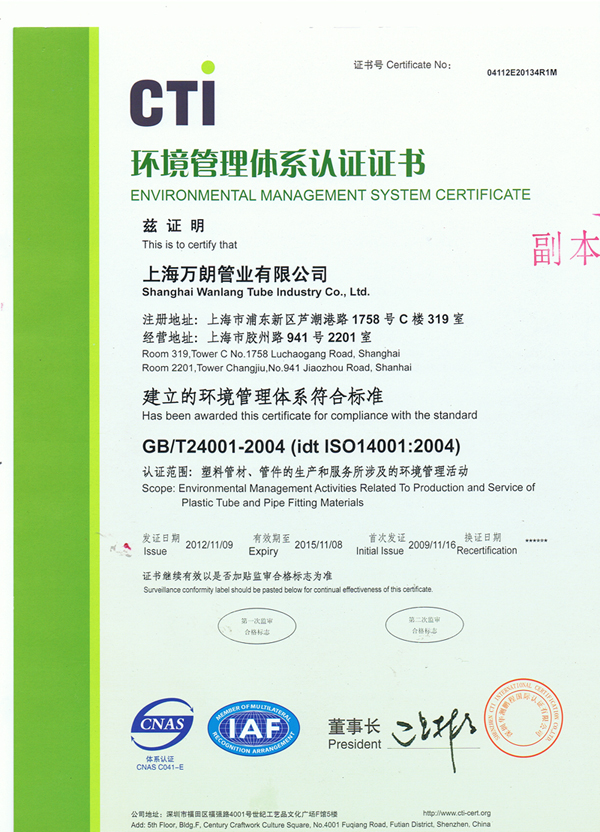 证书号 Certificate No: 04112E20134R1M
CTi
环境管理体系认证证书
ENVIRONMENTAL MANAGEMENT SYSTEM CERTIFICATE
兹 证 明
This is to certify that
副本
上海万朗管业有限公司
Shanghai Wanlang Tube Industry Co., Ltd.
注册地址：上海市浦东新区芦潮港路 1758 号 C 楼 319 室
经营地址：上海市胶州路 941 号 2201 室
Room 319,Tower C No.1758 Luchaogang Road, Shanghai
Room 2201,Tower Changjiu,No.941 Jiaozhou Road, Shanhai
建立的环境管理体系符合标准
Has been awarded this certificate for compliance with the standard
GB/T24001-2004 (idt ISO14001:2004)
认证范围：塑料管材、管件的生产和服务所涉及的环境管理活动
Scope: Environmental Management Activities Related To Production and Service of
Plastic Tube and Pipe Fitting Materials
发证日期 有效期至 首次发证 换证日期
Issue 2012/11/09 Expiry 2015/11/08 Initial Issue 2009/11/16 Recertification ******
证书继续有效以是否加贴监审合格标志为准
Surveillance conformity label should be pasted below for continual effectiveness of this certificate.
第一次监审 第二次监审
合格标志 合格标志
CNAS
体系认证
CNAS C041-E
MEMBER OF MULTILATERAL
IAF
RECOGNITION ARRANGEMENT
董事长
President
SHENZHEN CTI INTERNATIONAL CERTIFICATION CO.,LTD
公司地址：深圳市福田区福强路4001号世纪工艺品文化广场F馆5楼 http://www.cti-cert.org
Add: 5th Floor, Bldg.F, Century Craftwork Culture Square, No.4001 Fuqiang Road, Futian District, Shenzhen, China